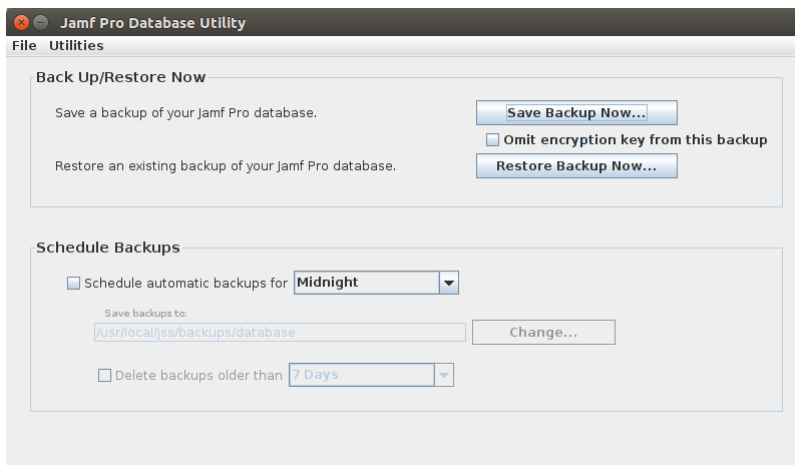 Jamf Pro Database Utility
File Utilities
Back Up/Restore Now
Save a backup of your Jamf Pro database.
Save Backup Now...
Omit encryption key from this backup
Restore an existing backup of your Jamf Pro database.
Restore Backup Now...
Schedule Backups
Schedule automatic backups for Midnight
Save backups to:
/usr/local/jss/backups/database
Change...
Delete backups older than 7 Days